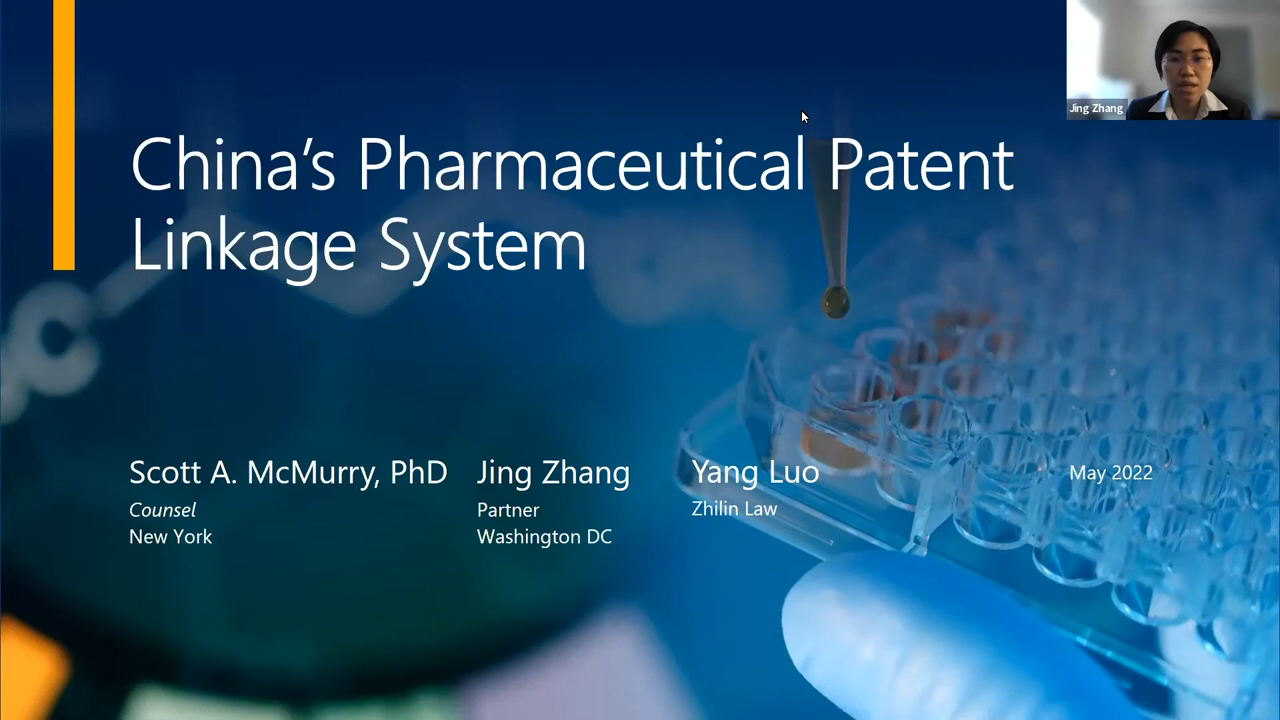 Jing Zhang
China’s Pharmaceutical Patent
Linkage System
Scott A. McMurry, PhD
Counsel
New York
Jing Zhang
Partner
Washington DC
Yang Luo
Zhilin Law
May 2022